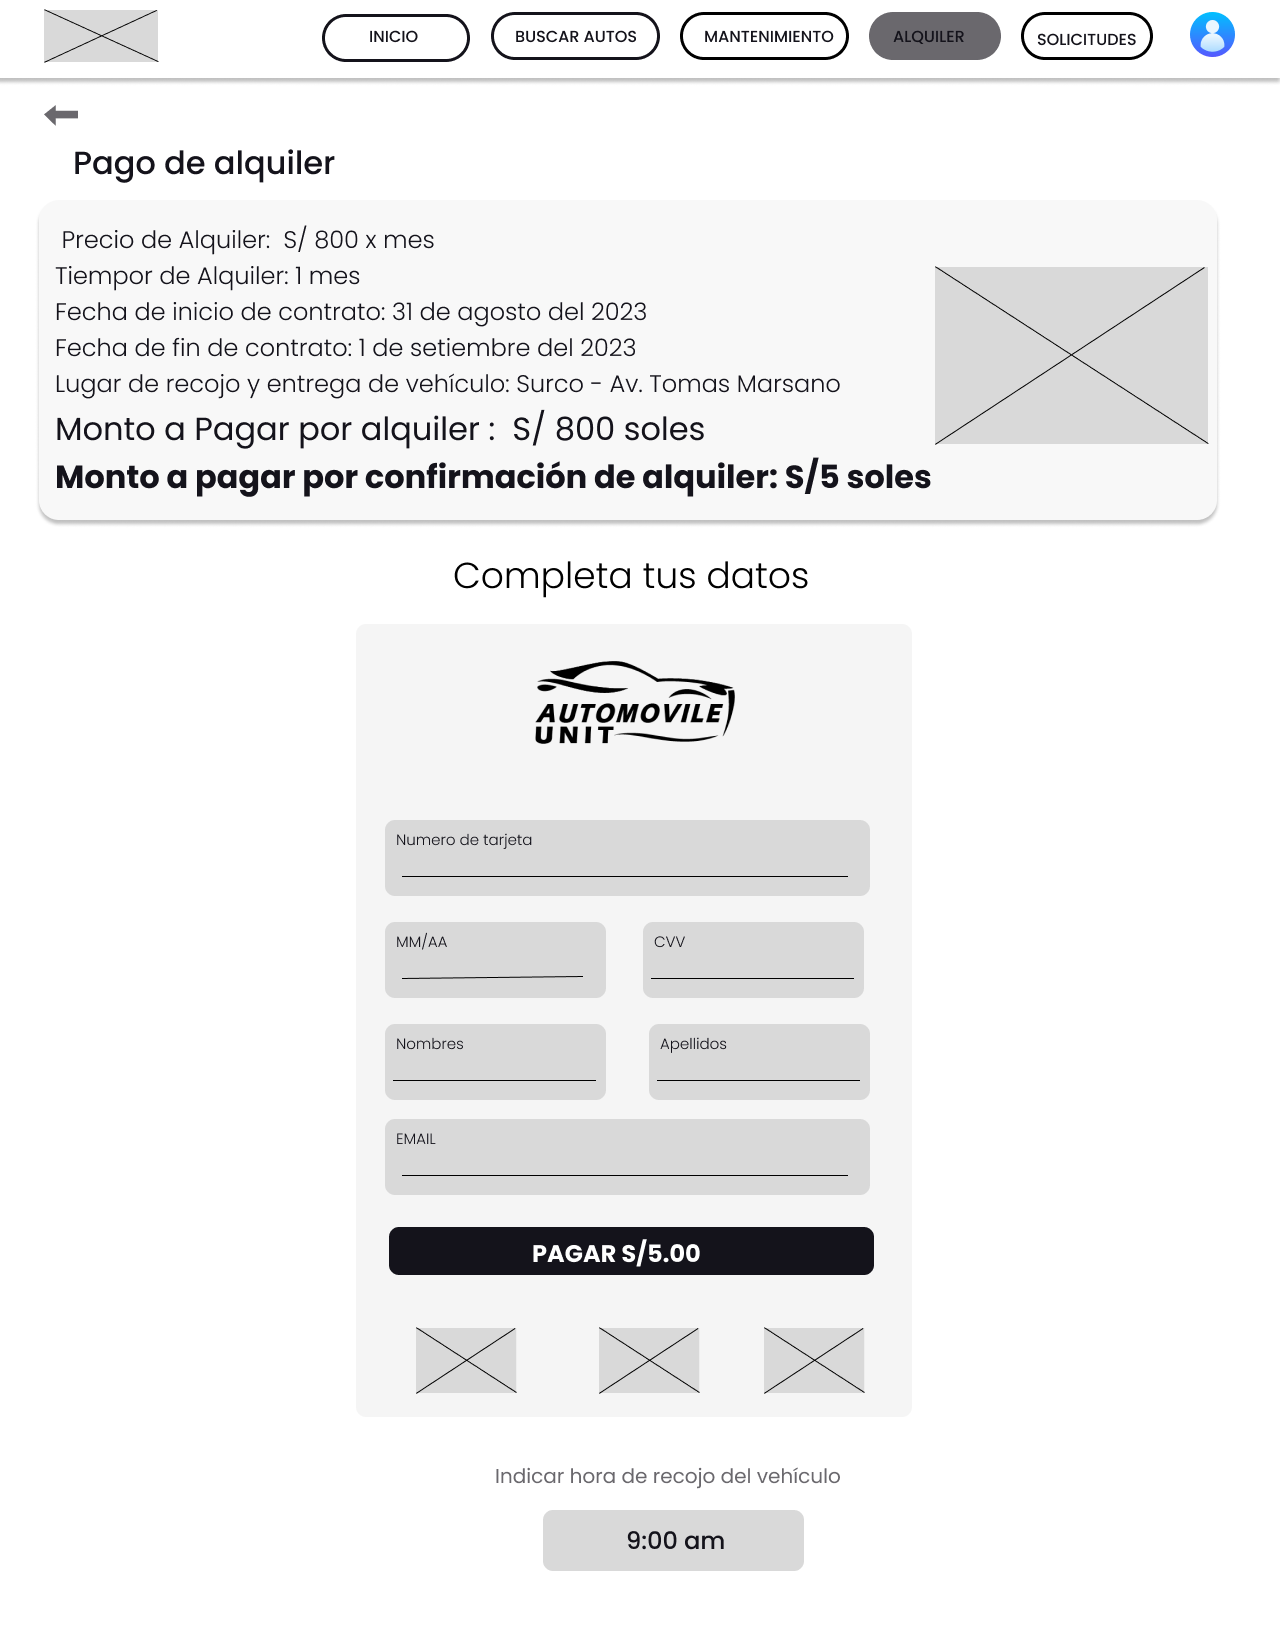 INICIO
BUSCAR AUTOS
MANTENIMIENTO
ALQUILER
SOLICITUDES
Pago de alquiler
Precio de Alquiler: S/ 800 x mes
Tiempor de Alquiler: 1 mes
Fecha de inicio de contrato: 31 de agosto del 2023
Fecha de fin de contrato: 1 de setiembre del 2023
Lugar de recojo y entrega de vehículo: Surco - Av. Tomas Marsano
Monto a Pagar por alquiler : S/ 800 soles
Monto a pagar por confirmación de alquiler: S/5 soles
Completa tus datos
AUTOMOVILE
UNIT
Numero de tarjeta
MM/AA
CVV
Nombres
Apellidos
EMAIL
PAGAR S/5.00
Indicar hora de recojo del vehículo
9:00 am